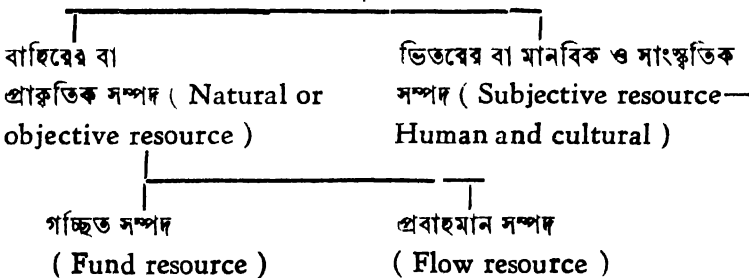 বাহিরের বা
প্রাকৃতিক সম্পদ ( Natural or
objective resource )
ভিতরের বা মানবিক ও সাংস্কৃতিক
সম্পদ ( Subjective resource—
Human and cultural )
গচ্ছিত সম্পদ
( Fund resource )
প্রবাহমান সম্পদ
( Flow resource )